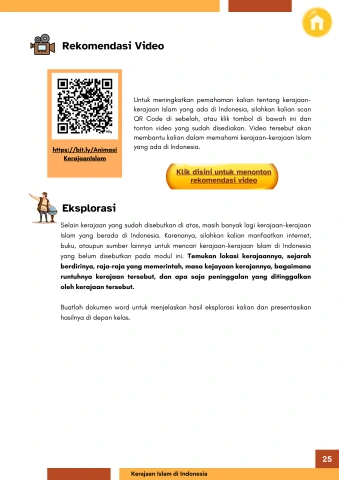 Rekomendasi Video
Untuk meningkatkan pemahaman kalian tentang kerajaan-
kerajaan Islam yang ada di Indonesia, silahkan kalian scan
QR Code di sebelah, atau klik tombol di bawah ini dan
tonton video yang sudah disediakan. Video tersebut akan
membantu kalian dalam memahami kerajaan-kerajaan Islam
yang ada di Indonesia.
https://bit.ly/Animasi
KerajaanIslam
Klik disini untuk menonton
rekomendasi video
Eksplorasi
Selain kerajaan yang sudah disebutkan di atas, masih banyak lagi kerajaan-kerajaan
Islam yang berada di Indonesia. Karenanya, silahkan kalian manfaatkan internet,
buku, ataupun sumber lainnya untuk mencari kerajaan-kerajaan Islam di Indonesia
yang belum disebutkan pada modul ini. Temukan lokasi kerajaannya, sejarah
berdirinya, raja-raja yang memerintah, masa kejayaan kerajannya, bagaimana
runtuhnya kerajaan tersebut, dan apa saja peninggalan yang ditinggalkan
oleh kerajaan tersebut.
Buatlah dokumen word untuk menjelaskan hasil eksplorasi kalian dan presentasikan
hasilnya di depan kelas.
25
Kerajaan Islam di Indonesia